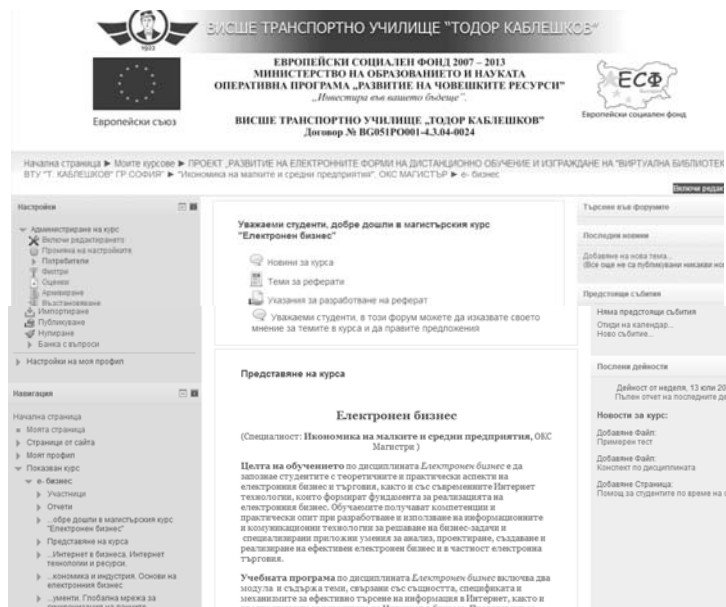 1922
ВИСШЕ ТРАНСПОРТНО УЧИЛИЩЕ "ТОДОР КАБЛЕШКОВ"
Европейски съюз
ЕВРОПЕЙСКИ СОЦИАЛЕН ФОНД 2007 – 2013
МИНИСТЕРСТВО НА ОБРАЗОВАНИЕТО И НАУКАТА
ОПЕРАТИВНА ПРОГРАМА „РАЗВИТИЕ НА ЧОВЕШКИТЕ РЕСУРСИ"
„Инвестира във вашето бъдеще".
ВИСШЕ ТРАНСПОРТНО УЧИЛИЩЕ „ТОДОР КАБЛЕШКОВ"
Договор № BG051PO001-4.3.04-0024
ЕСФ
Европейски социален фонд
Начална страница ► Моите курсове ► ПРОЕКТ „РАЗВИТИЕ НА ЕЛЕКТРОННИТЕ ФОРМИ НА ДИСТАНЦИОННО ОБУЧЕНИЕ И ИЗГРАЖДАНЕ НА "ВИРТУАЛНА БИБЛИОТЕК
ВТУ "Т. КАБЛЕШКОВ" ГР СОФИЯ" ► "Икономика на малките и средни предприятия", ОКС МАГИСТЪР ► е- бизнес
Включи редак
Настройки
Администриране на курс
Включи редактирането
Промяна на настройките
Потребители
Филтри
Оценки
Архивиране
Възстановяване
Импортиране
Публикуване
Нулиране
Банка с въпроси
Настройки на моя профил
Навигация
Начална страница
Моята страница
Страници от сайта
Моят профил
Показван курс
е- бизнес
Участници
Отчети
...обре дошли в магистърския курс
"Електронен бизнес"
Представяне на курса
...Интернет в бизнеса. Интернет
технологии и ресурси.
...кономика и индустрия. Основи на
електронния бизнес
...ументи. Глобална мрежа за
Уважаеми студенти, добре дошли в магистърския курс
"Електронен бизнес"
Новини за курса
Теми за реферати
Указания за разработване на реферат
Уважаеми студенти, в този форум можете да изказвате своето
мнение за темите в курса и да правите предложения
Представяне на курса
Електронен бизнес
(Специалност: Икономика на малките и средни предприятия, ОКС
Магистри )
Целта на обучението по дисциплината Електронен бизнес е да
запознае студентите с теоретичните и практически аспекти на
електронния бизнес и търговия, както и със съвременните Интернет
технологии, които формират фундамента за реализацията на
електронния бизнес. Обучаемите получават компетенции и
практически опит при разработване и използване на информационните
и комуникационни технологии за решаване на бизнес-задачи и
специализирани приложни умения за анализ, проектиране, създаване и
реализиране на ефективен електронен бизнес и в частност електронна
търговия.
Учебната програма по дисциплината Електронен бизнес включва два
модула и съдържа теми, свързани със същността, спецификата и
механизмите за ефективно търсене на информация в Интернет, както и
Търсене във форумите
Последни новини
Добавяне на нова тема...
(Все още не са публикувани никакви нов
Предстоящи събития
Няма предстоящи събития
Отиди на календар...
Ново събитие...
Последни дейности
Дейност от неделя, 13 юли 20
Пълен отчет на последните де
Новости за курс:
Добавяне Файл:
Примерен тест
Добавяне Файл:
Конспект по дисциплината
Добавяне Страница:
Помощ за студентите по време на